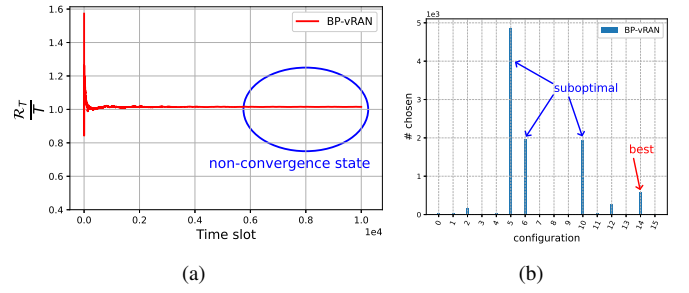 BP-vRAN
1.6
1.4
1.2
1.0
0.8
0.6
0.4
R_T / T
non-convergence state
0.0
0.2
0.4
0.6
0.8
1.0
Time slot
1e4
(a)
1e3
BP-vRAN
5
4
3
2
1
0
# chosen
suboptimal
best
0
1
2
3
4
5
6
7
8
9
10
11
12
13
14
15
configuration
(b)